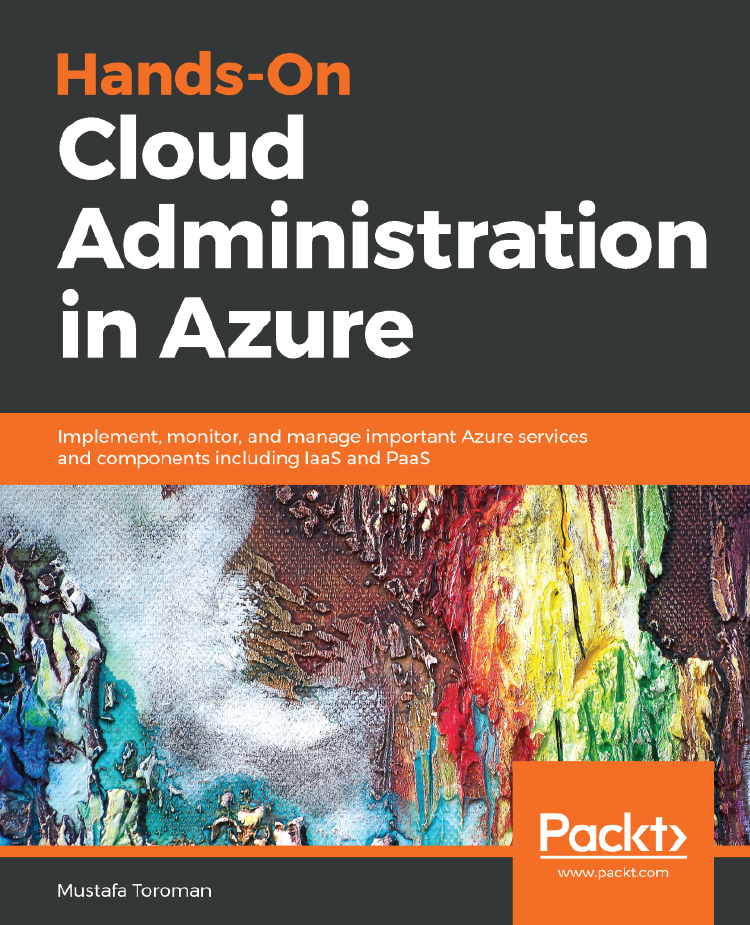 Hands-On
Cloud
Administration
in Azure
Implement, monitor, and manage important Azure services
and components including IaaS and PaaS
Packt>
www.packt.com
Mustafa Toroman